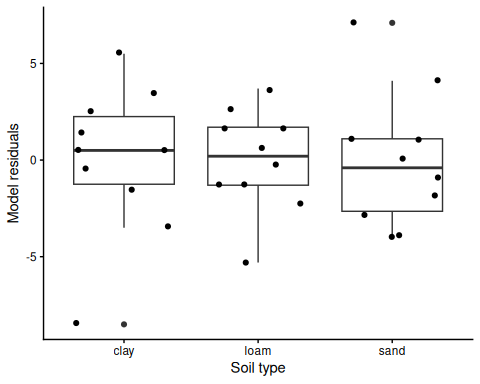 Model residuals
5
0
-5
clay loam sand
Soil type